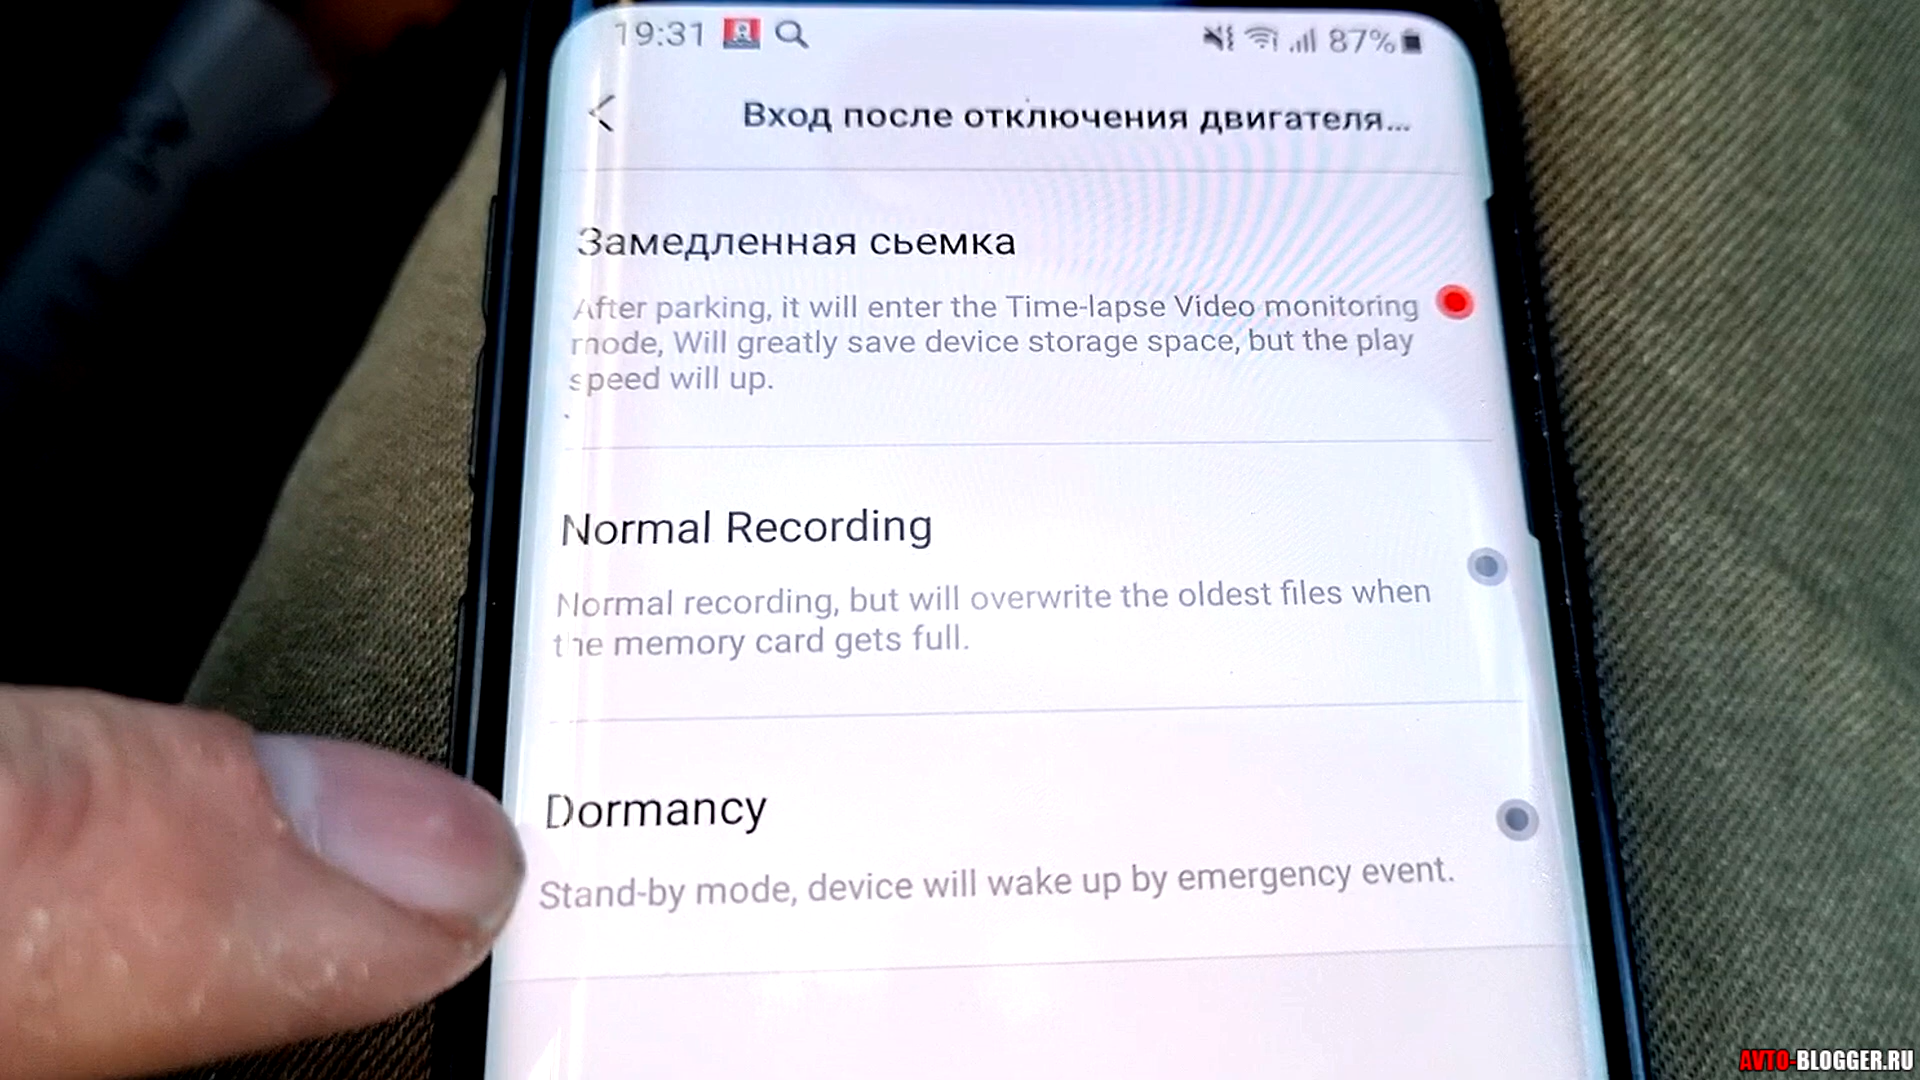 19:31
87%
Вход после отключения двигателя...
Замедленная сьемка
After parking, it will enter the Time-lapse Video monitoring
mode, Will greatly save device storage space, but the play
speed will up.
Normal Recording
Normal recording, but will overwrite the oldest files when
the memory card gets full.
Dormancy
Stand-by mode, device will wake up by emergency event.
AVTO-BLOGGER.RU